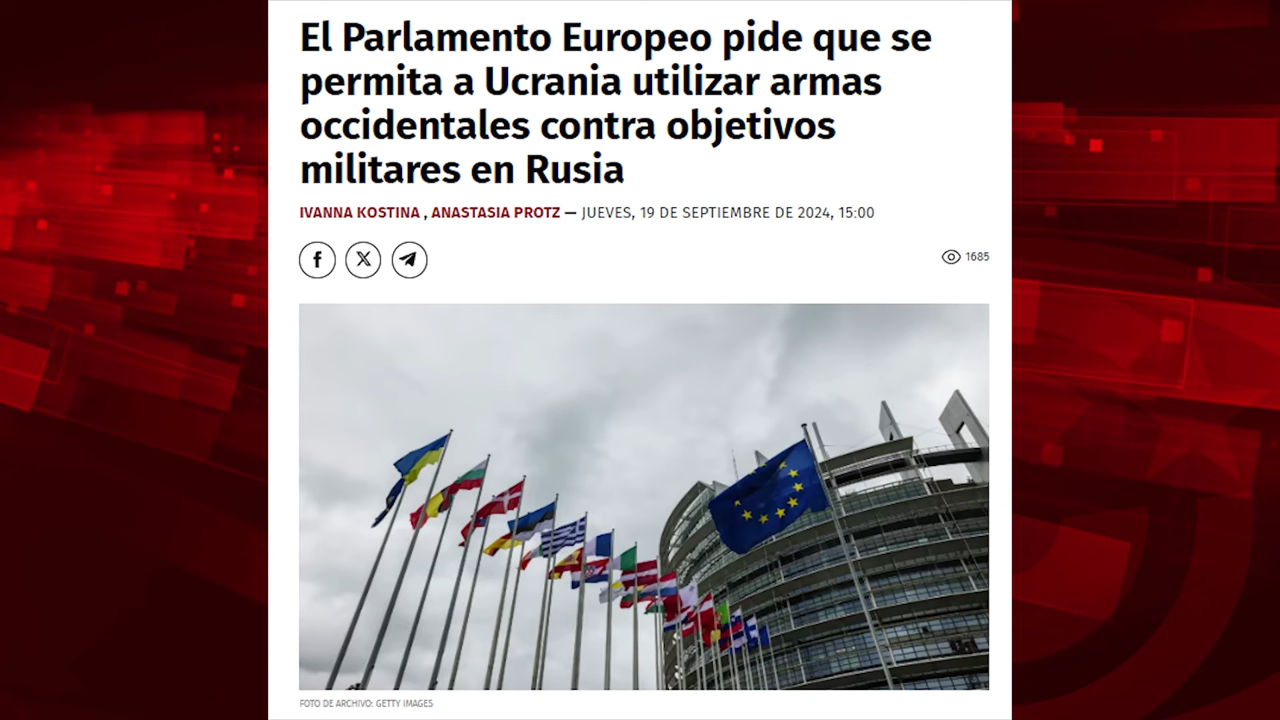 El Parlamento Europeo pide que se
permita a Ucrania utilizar armas
occidentales contra objetivos
militares en Rusia
IVANNA KOSTINA , ANASTASIA PROTZ — JUEVES, 19 DE SEPTIEMBRE DE 2024, 15:00
1685
FOTO DE ARCHIVO: GETTY IMAGES